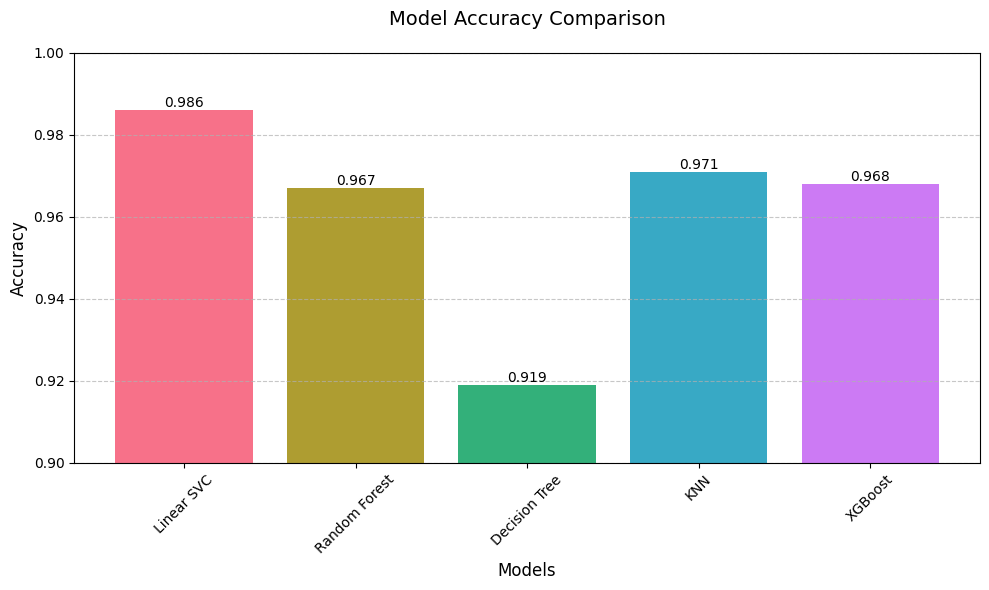 Model Accuracy Comparison
Accuracy
1.00
0.98
0.96
0.94
0.92
0.90
0.986
0.967
0.919
0.971
0.968
Linear SVC
Random Forest
Decision Tree
KNN
XGBoost
Models